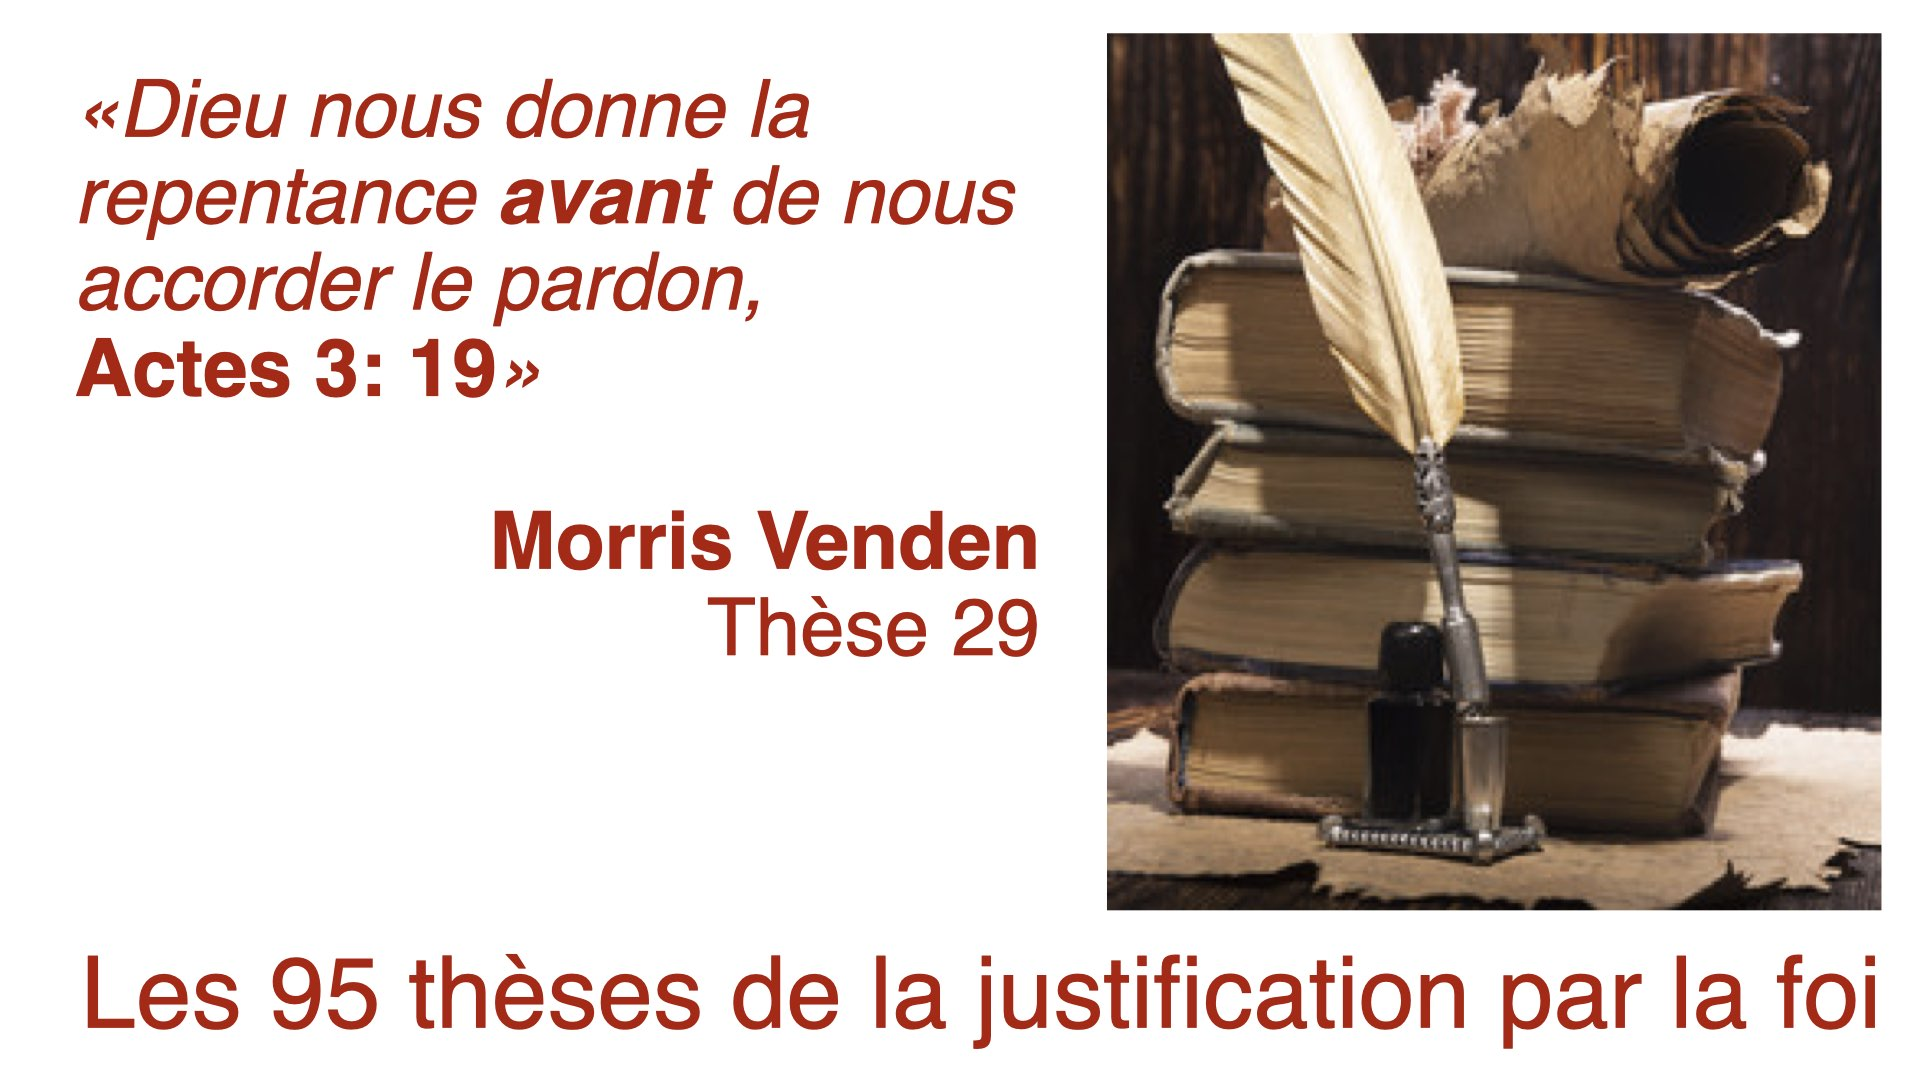 «Dieu nous donne la
repentance avant de nous
accorder le pardon,
Actes 3: 19»
Morris Venden
Thèse 29
Les 95 thèses de la justification par la foi